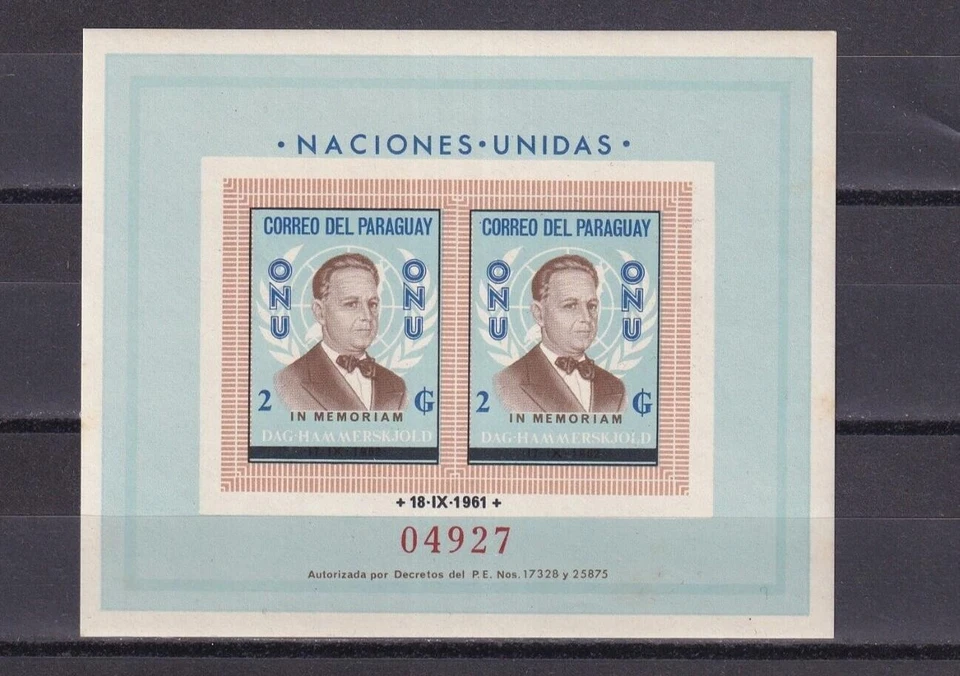 •NACIONES•UNIDAS•
CORREO DEL PARAGUAY
ONU
ONU
2
₲
IN MEMORIAM
DAG-HAMMERSKJOLD
CORREO DEL PARAGUAY
ONU
ONU
2
₲
IN MEMORIAM
DAG-HAMMERSKJOLD
+ 18•IX•1961 +
04927
Autorizada por Decretos del P.E. Nos. 17328 y 25875